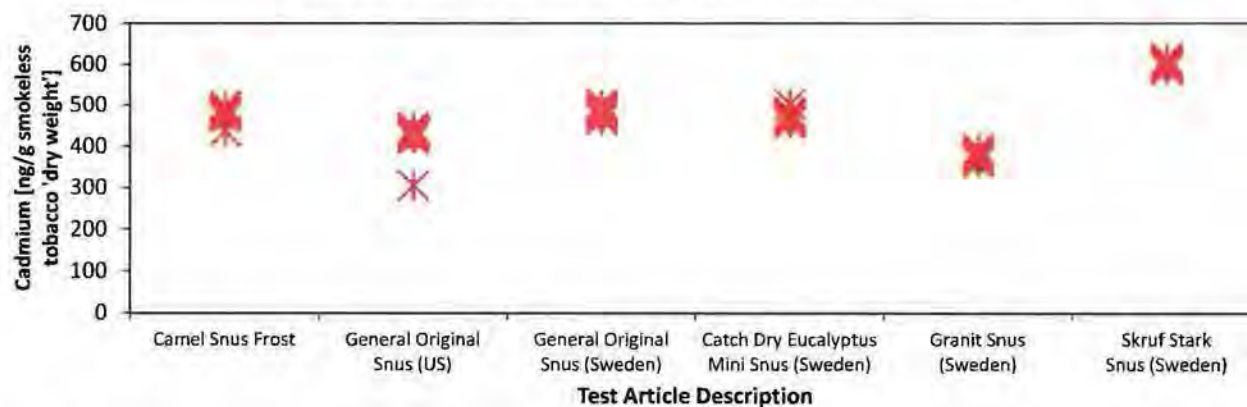 700
600
500
400
300
200
100
0
Cadmium [ng/g smokeless
tobacco 'dry weight']
Camel Snus Frost
General Original
Snus (US)
General Original
Snus (Sweden)
Catch Dry Eucalyptus
Mini Snus (Sweden)
Granit Snus
(Sweden)
Skruf Stark
Snus (Sweden)
Test Article Description